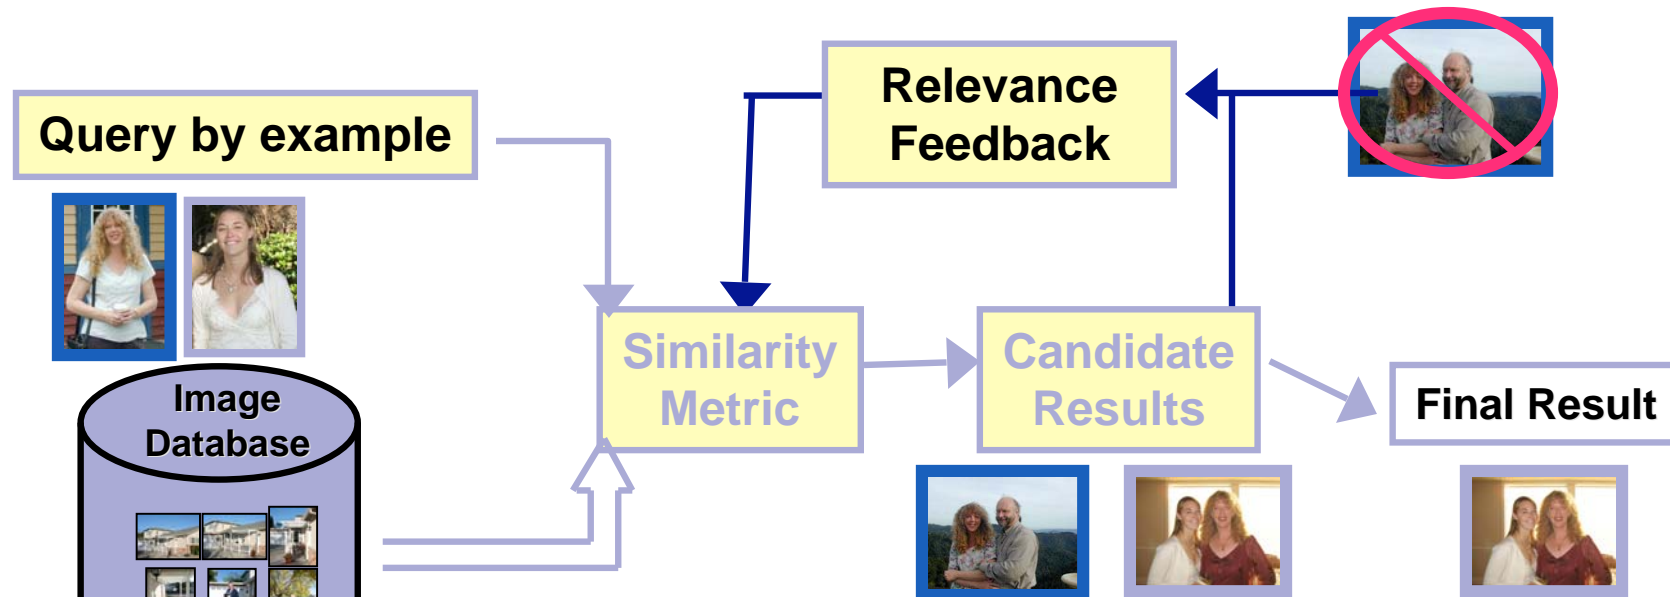 Relevance
Feedback
Query by example
Image
Database
Similarity
Metric
Candidate
Results
Final Result